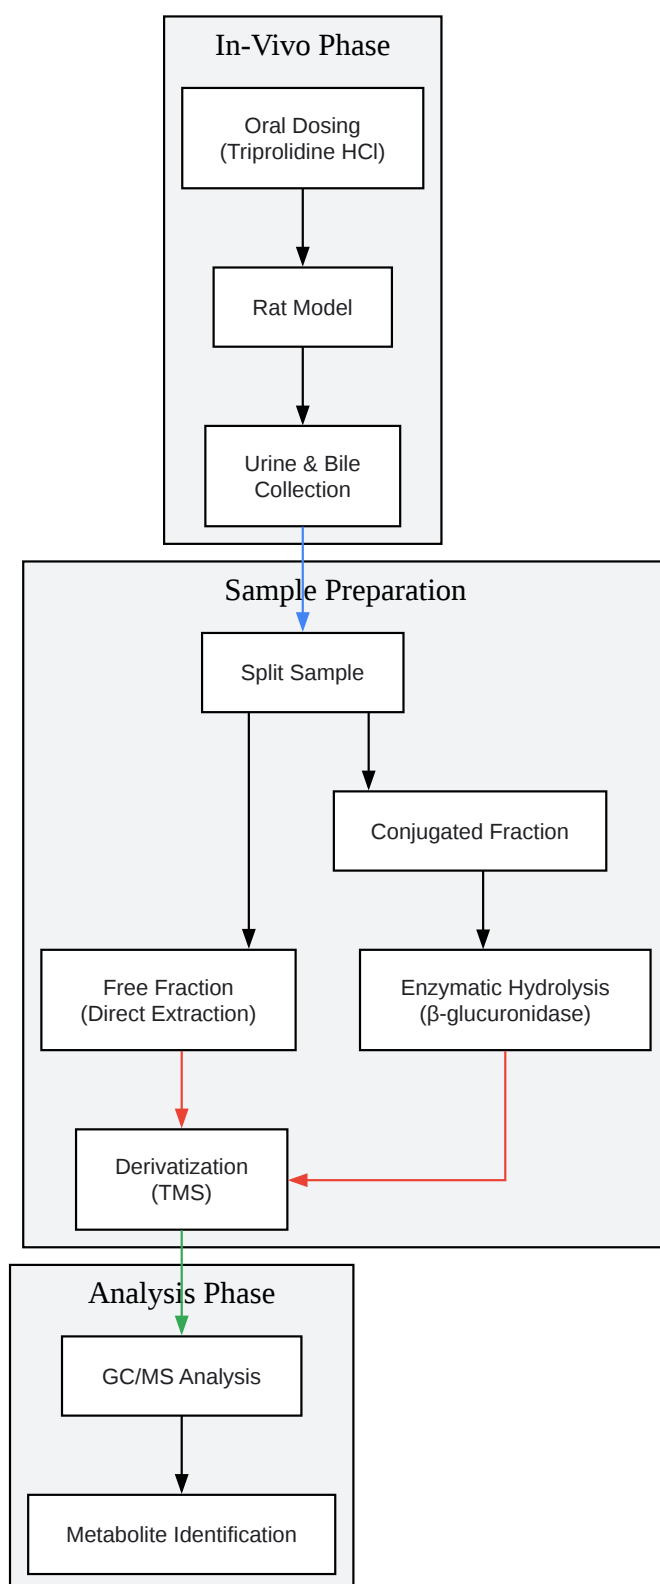 In-Vivo Phase
Oral Dosing
(Triprolidine HCl)
Rat Model
Urine & Bile
Collection
Sample Preparation
Split Sample
Conjugated Fraction
Free Fraction
(Direct Extraction)
Enzymatic Hydrolysis
(β-glucuronidase)
Derivatization
(TMS)
Analysis Phase
GC/MS Analysis
Metabolite Identification